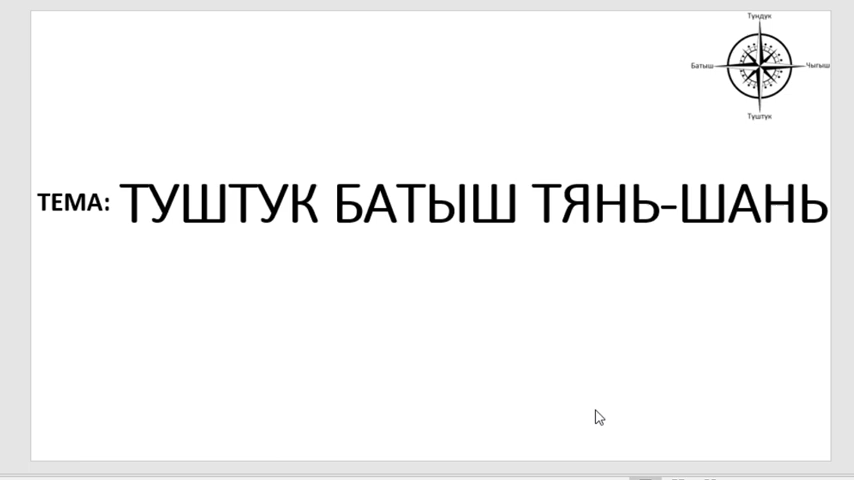 Түндүк
Батыш
Чыгыш
Түштүк
ТЕМА: ТУШТУК БАТЫШ ТЯНЬ-ШАНЬ